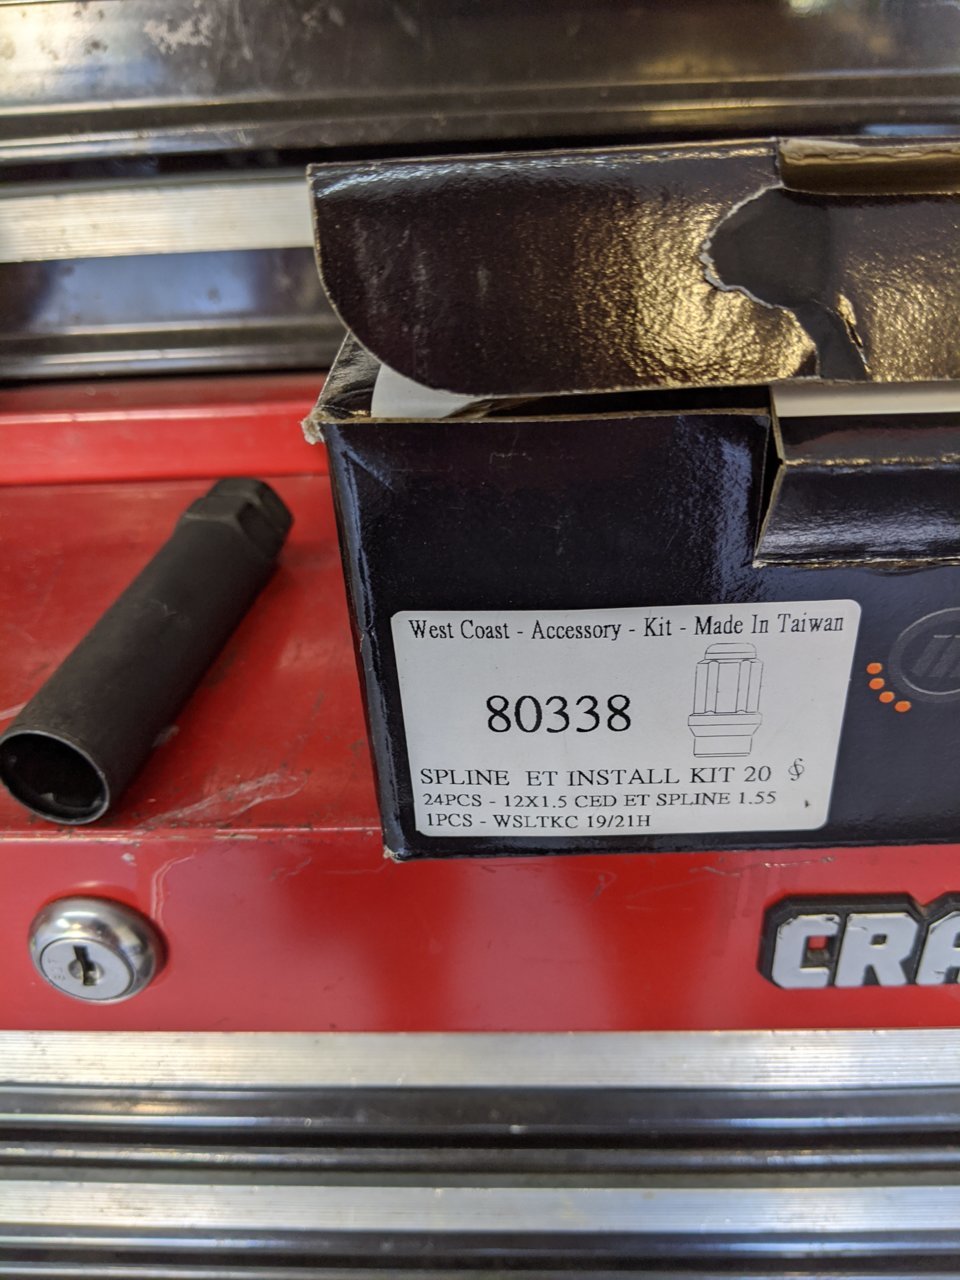 West Coast - Accessory - Kit - Made In Taiwan
80338
SPLINE ET INSTALL KIT 20
24PCS - 12X1.5 CED ET SPLINE 1.55
1PCS - WSLTKC 19/21H
CRA